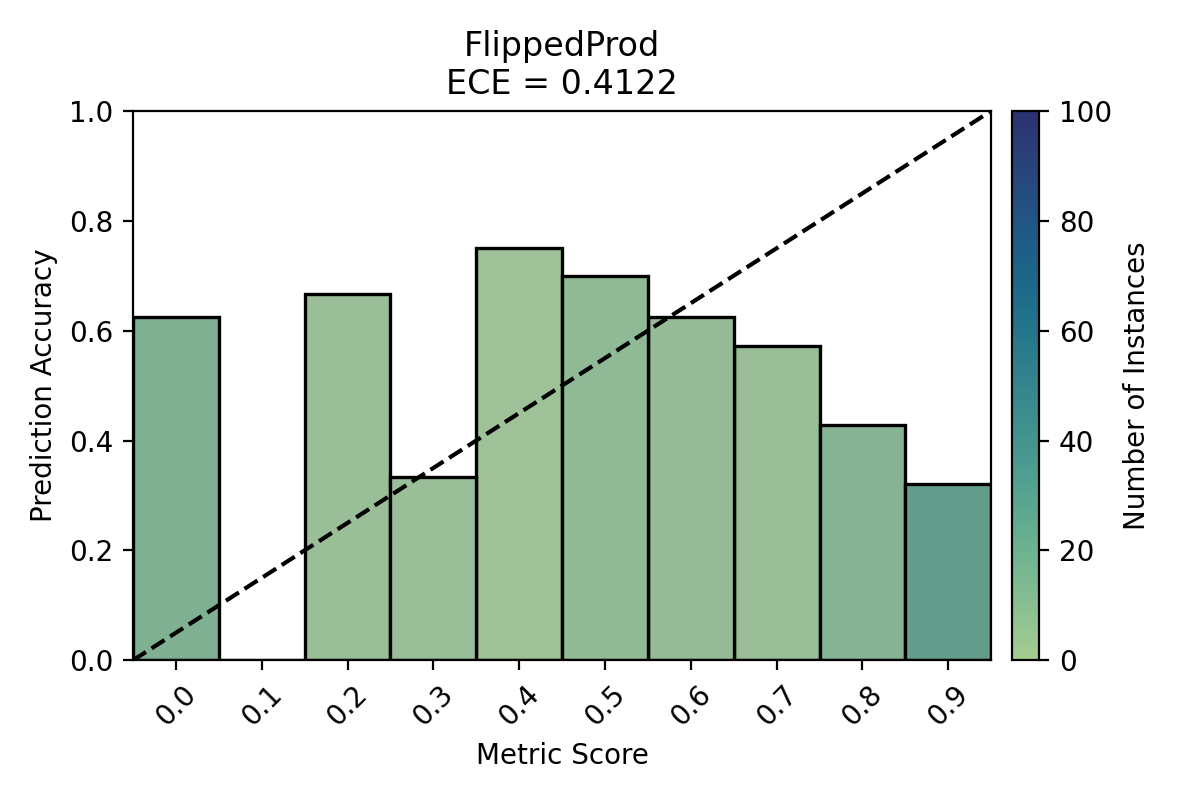 FlippedProd
ECE = 0.4122
1.0
0.8
0.6
0.4
0.2
0.0
Prediction Accuracy
0.0 0.1 0.2 0.3 0.4 0.5 0.6 0.7 0.8 0.9
Metric Score
100
80
60
40
20
0
Number of Instances